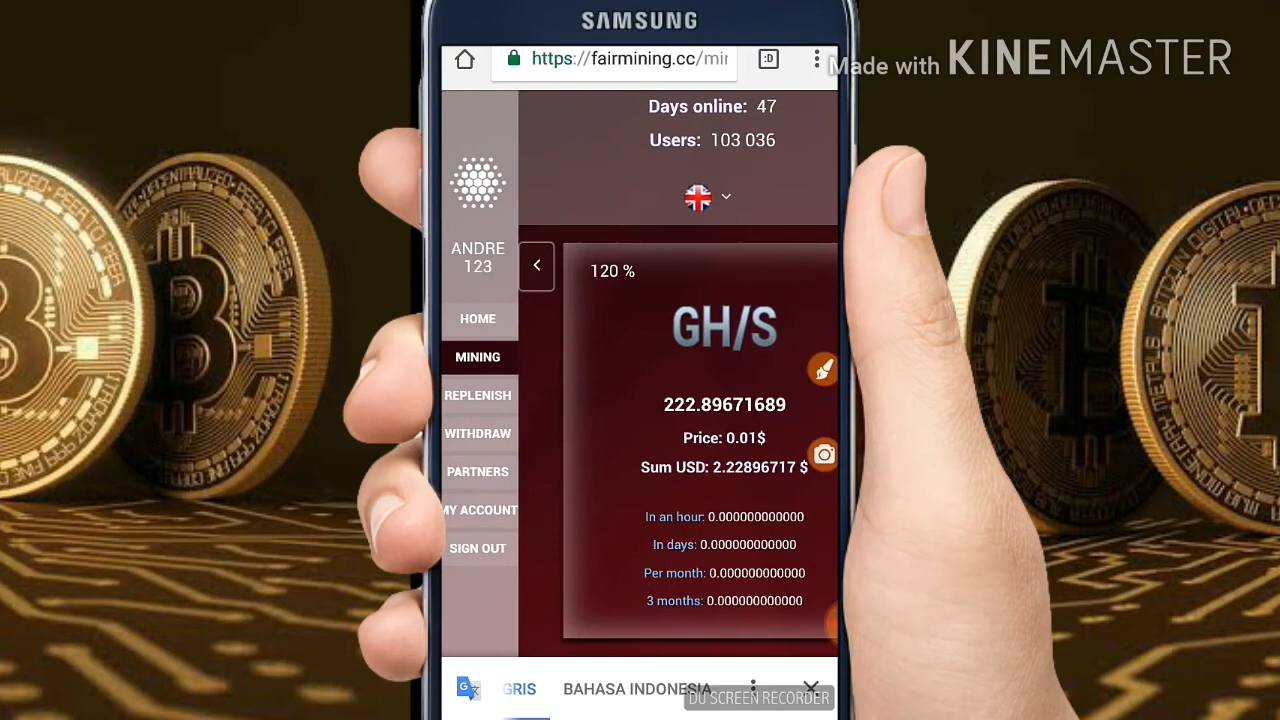 SAMSUNG
Made with KINEMASTER
https://fairmining.cc/mir
:D
Days online: 47
Users: 103 036
ANDRE
123
120 %
GH/S
HOME
MINING
REPLENISH
WITHDRAW
PARTNERS
MY ACCOUNT
SIGN OUT
222.89671689
Price: 0.01$
Sum USD: 2.22896717 $
In an hour: 0.000000000000
In days: 0.000000000000
Per month: 0.000000000000
3 months: 0.000000000000
GRIS
BAHASA INDONESIA
DU SCREEN RECORDER